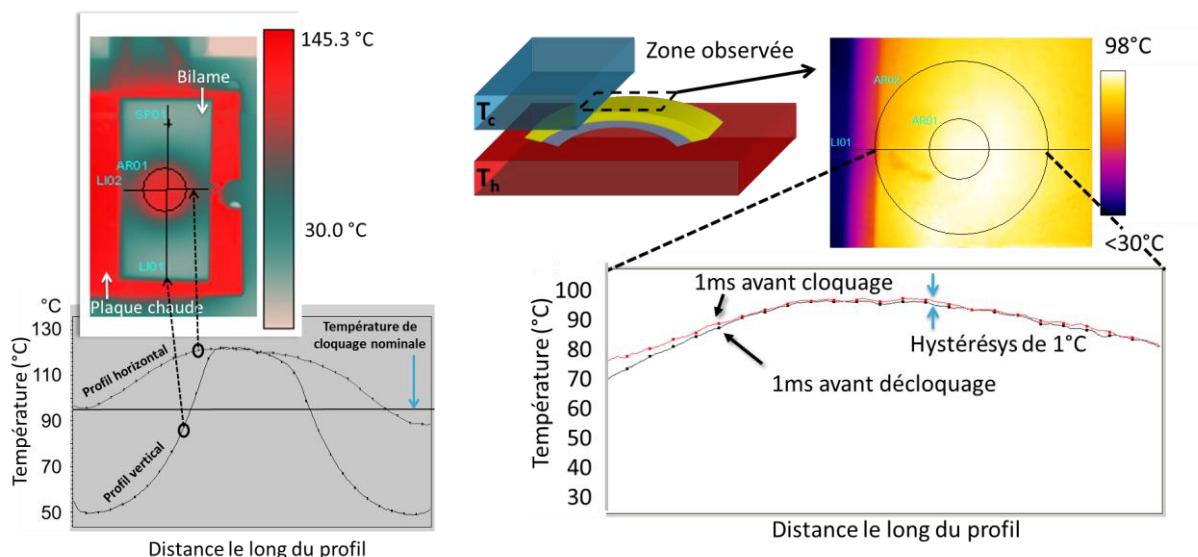 145.3 °C
Bilame
SP01
AR01
LI02
30.0 °C
LI01
Plaque chaude
°C
130
110
90
70
50
Température (°C)
Profil horizontal
Profil vertical
Température de
cloquage nominale
Distance le long du profil
Zone observée
Tc
Th
98°C
AR02
AR01
LI01
<30°C
100
90
80
70
60
50
40
30
Température (°C)
1ms avant cloquage
Hystérésys de 1°C
1ms avant décloquage
Distance le long du profil